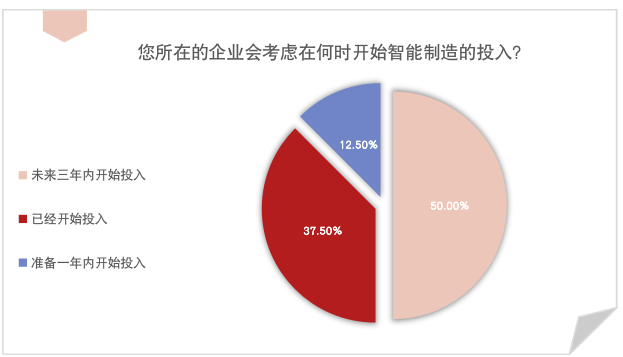 您所在的企业会考虑在何时开始智能制造的投入?
12.50%
未来三年内开始投入
50.00%
已经开始投入
37.50%
准备一年内开始投入